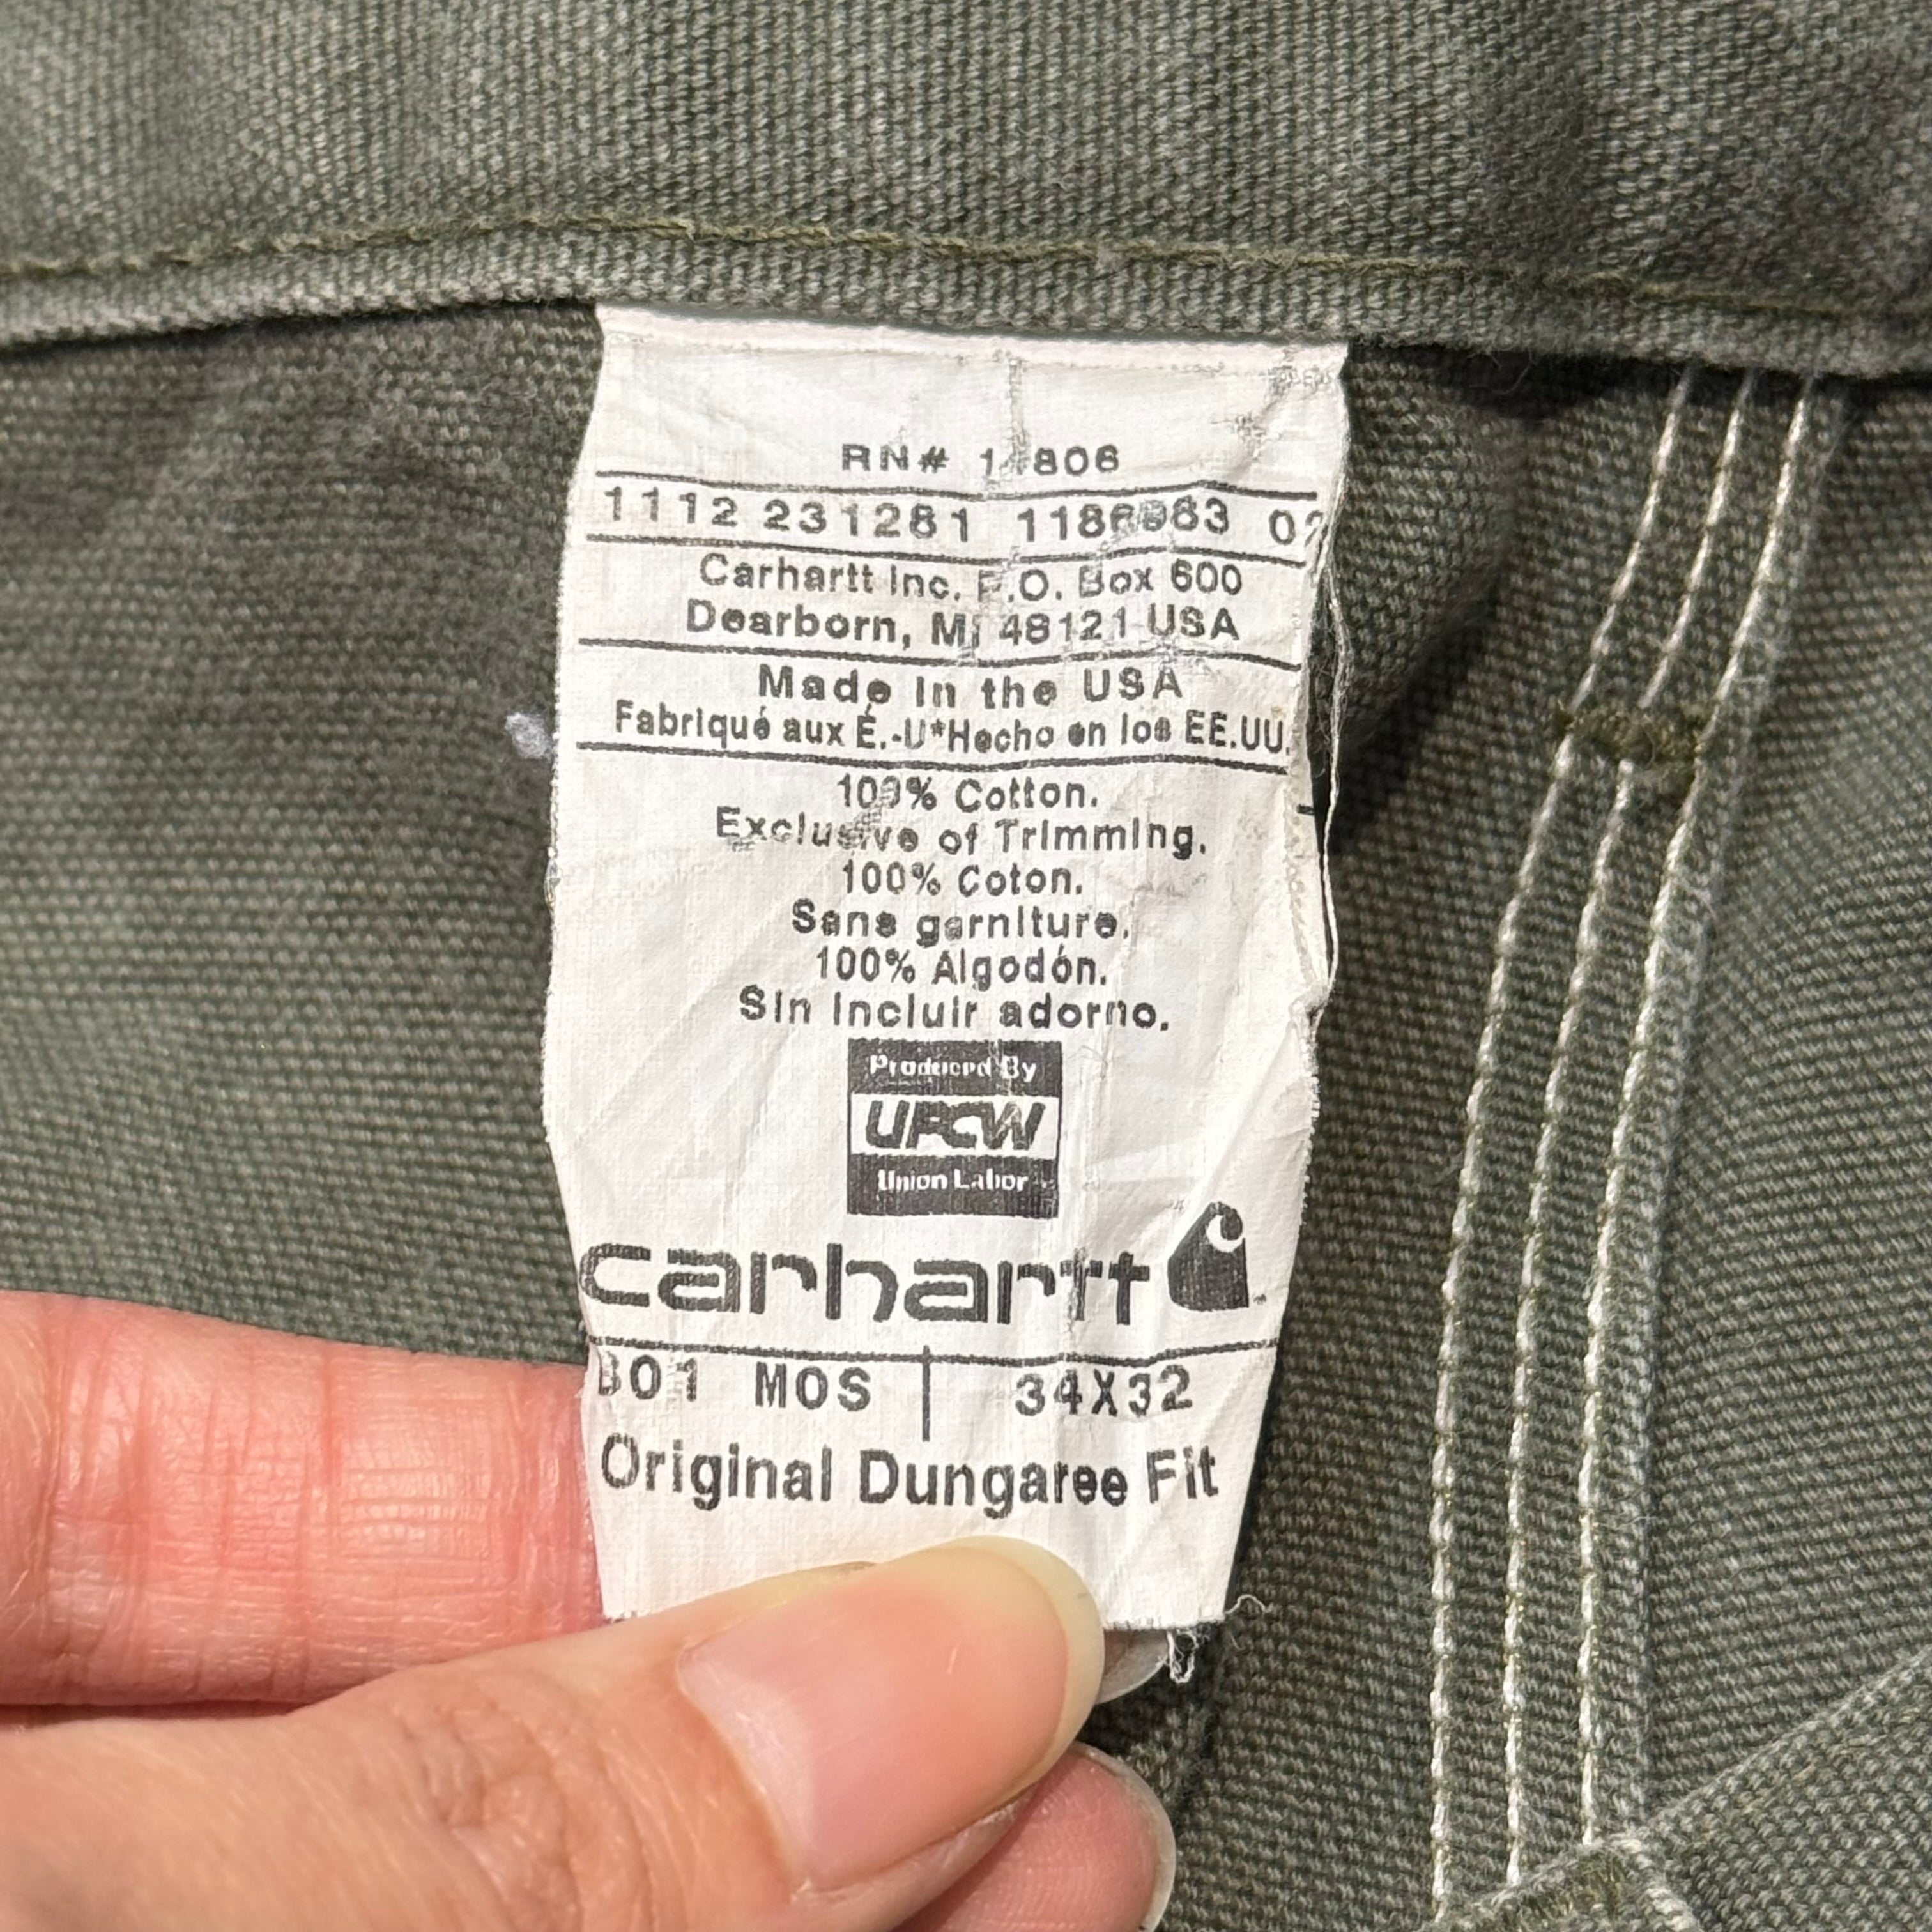 RN# 14806
1112 231281
Carhartt Inc. P.O. Box 600
Dearborn, MI 48121 USA
Made in the USA
Fabriqué aux É.-U*Hecho en los EE.UU.
100% Cotton.
Exclusive of Trimming.
100% Coton.
Sans garniture.
100% Algodón.
Sin incluir adorno.
Produced By
UFCW
Union Labor
carhartt
B01 MOS | 34X32
Original Dungaree Fit